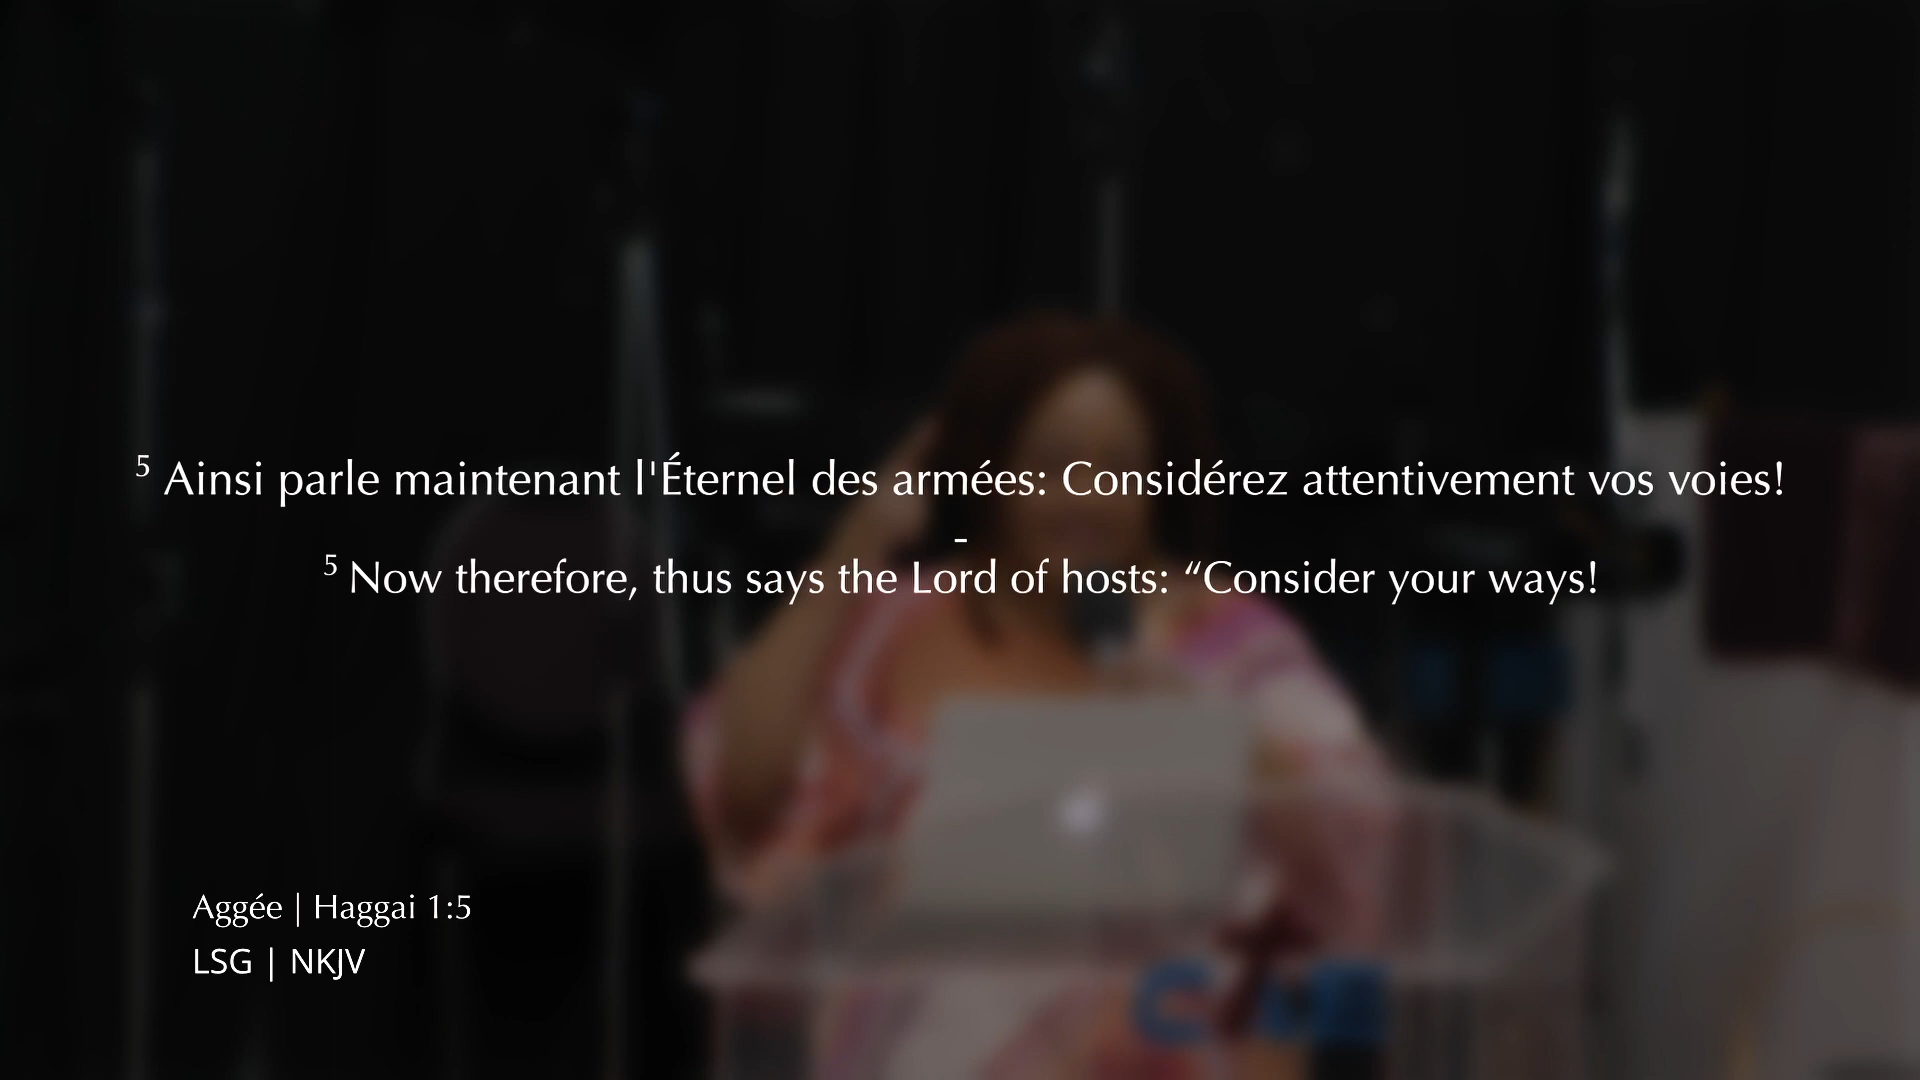 5 Ainsi parle maintenant l'Éternel des armées: Considérez attentivement vos voies!
-
5 Now therefore, thus says the Lord of hosts: “Consider your ways!
Aggée | Haggai 1:5
LSG | NKJV